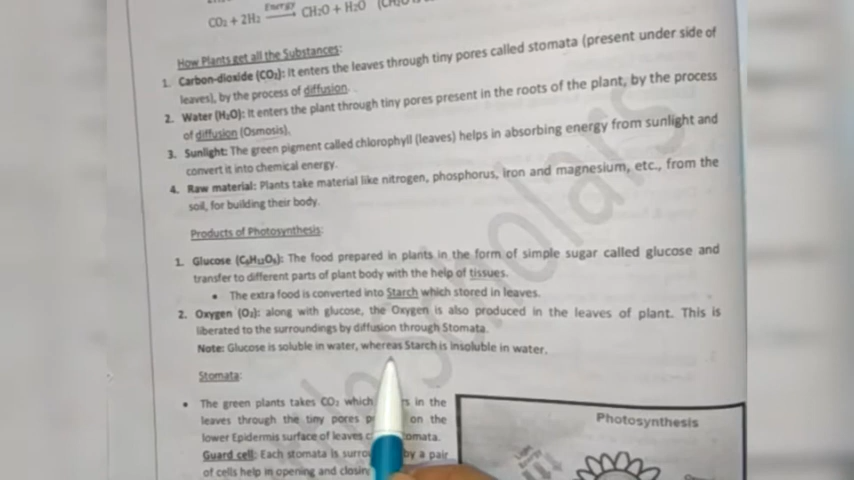 CO₂ + 2H₂ Energy → CH₂O + H₂O
How Plants get all the Substances:
1. Carbon-dioxide (CO₂): It enters the leaves through tiny pores called stomata (present under side of
leaves), by the process of diffusion.
2. Water (H₂O): It enters the plant through tiny pores present in the roots of the plant, by the process
of diffusion (Osmosis).
3. Sunlight: The green pigment called chlorophyll (leaves) helps in absorbing energy from sunlight and
convert it into chemical energy.
4. Raw material: Plants take material like nitrogen, phosphorus, iron and magnesium, etc., from the
soil, for building their body.
Products of Photosynthesis:
1. Glucose (C₆H₁₂O₆): The food prepared in plants in the form of simple sugar called glucose and
transfer to different parts of plant body with the help of tissues.
• The extra food is converted into Starch which stored in leaves.
2. Oxygen (O₂): along with glucose, the Oxygen is also produced in the leaves of plant. This is
liberated to the surroundings by diffusion through Stomata.
Note: Glucose is soluble in water, whereas Starch is insoluble in water.
Stomata:
• The green plants takes CO₂ which in the
leaves through the tiny pores on the
lower Epidermis surface of leaves
Guard cell: Each stomata is by a pair
of cells help in opening and
Photosynthesis
Light
Energy
scholars